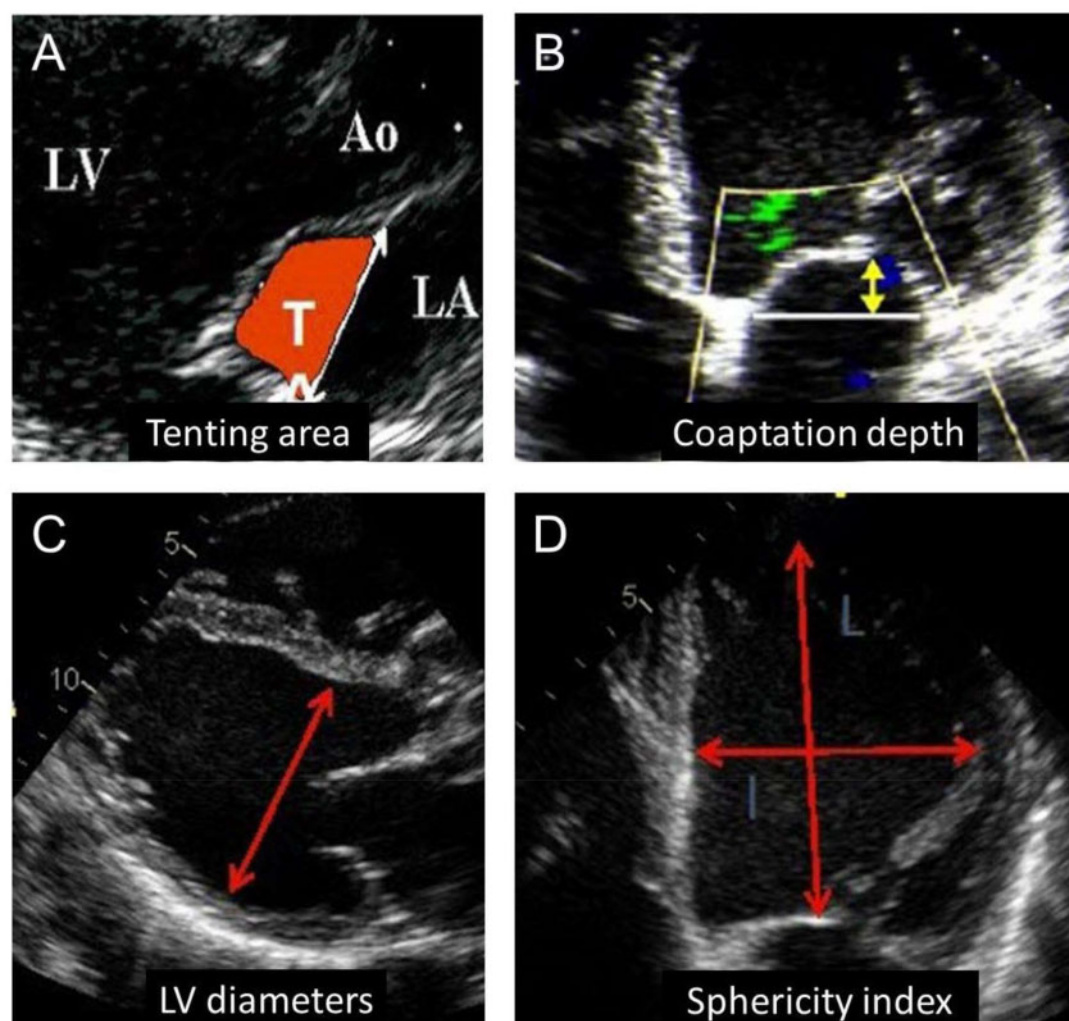 A
LV
Ao
LA
T
A
Tenting area
B
Coaptation depth
C
5
10
LV diameters
D
5
L
I
Sphericity index